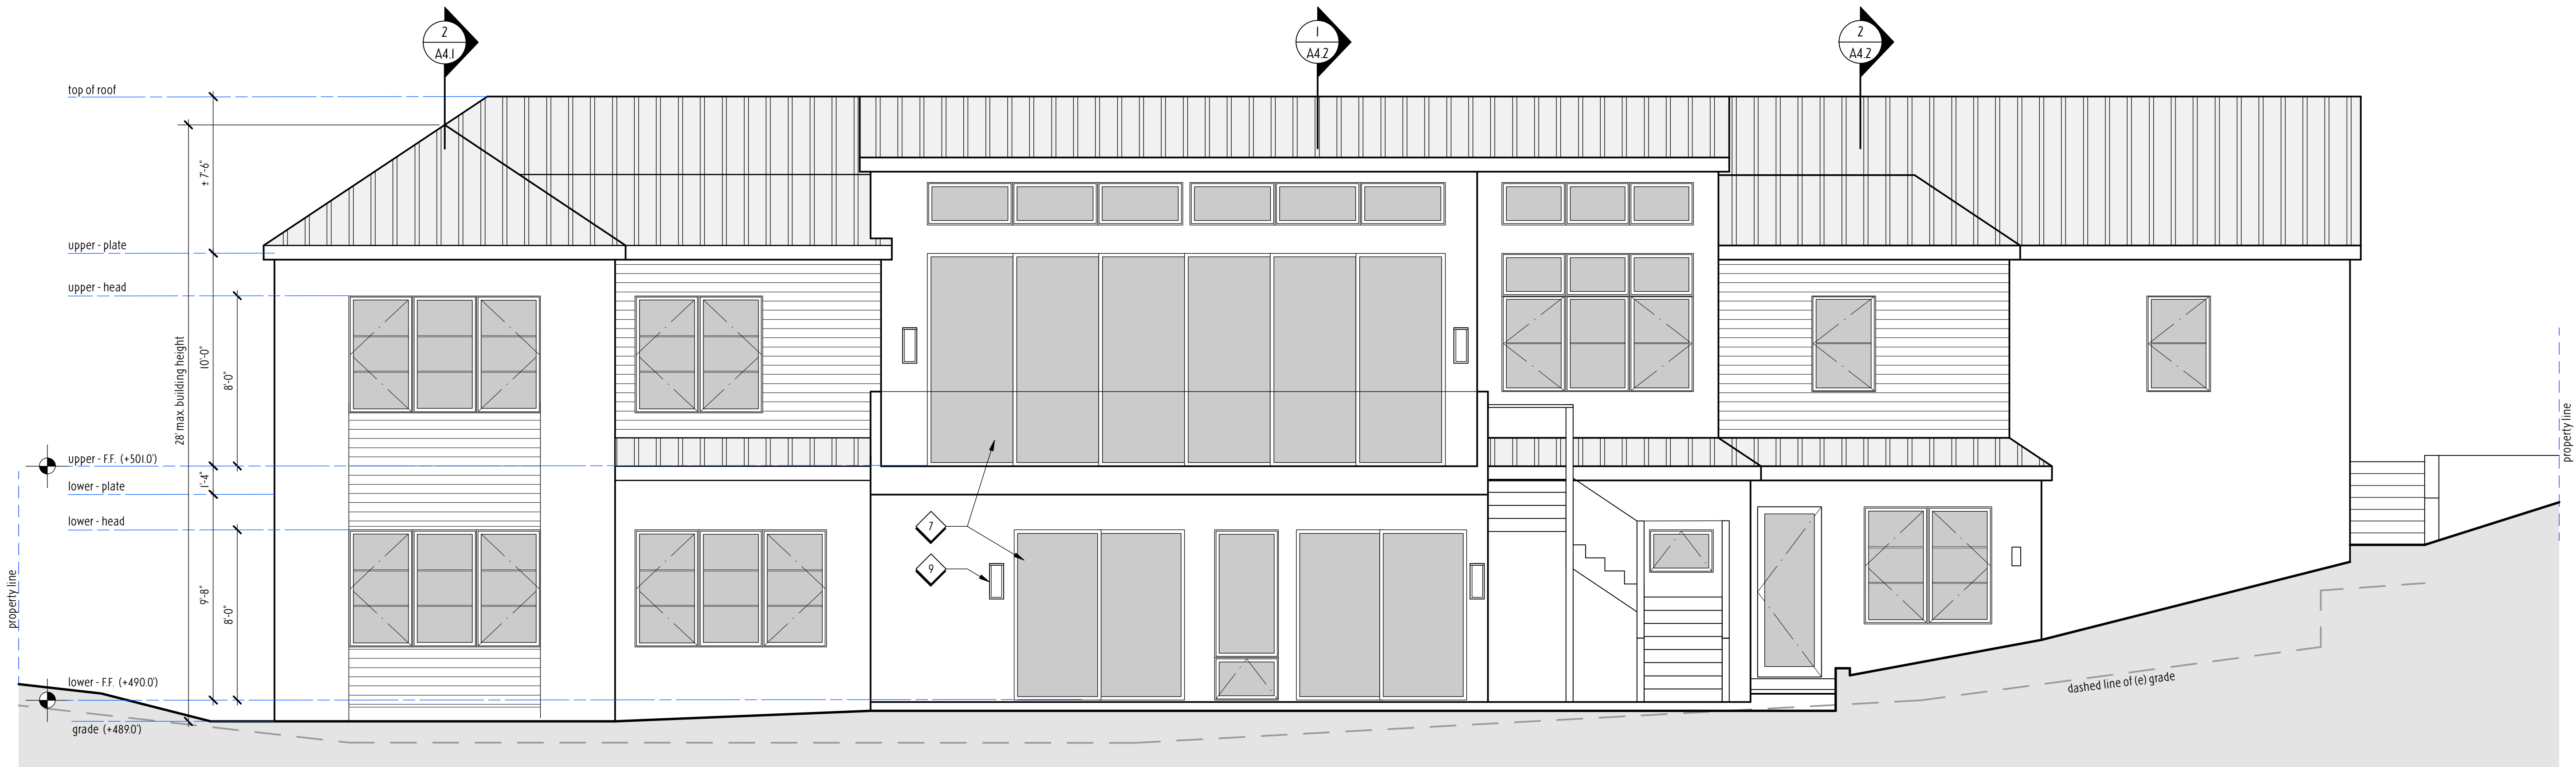 2
A4.1
1
A4.2
2
A4.2
top of roof
± 7'-6"
upper - plate
upper - head
28' max. building height
10'-0"
8'-0"
upper - F.F. (+501.0')
1'-4"
lower - plate
lower - head
9'-8"
8'-0"
lower - F.F. (+490.0')
grade (+489.0')
property line
7
9
dashed line of (e) grade
property line